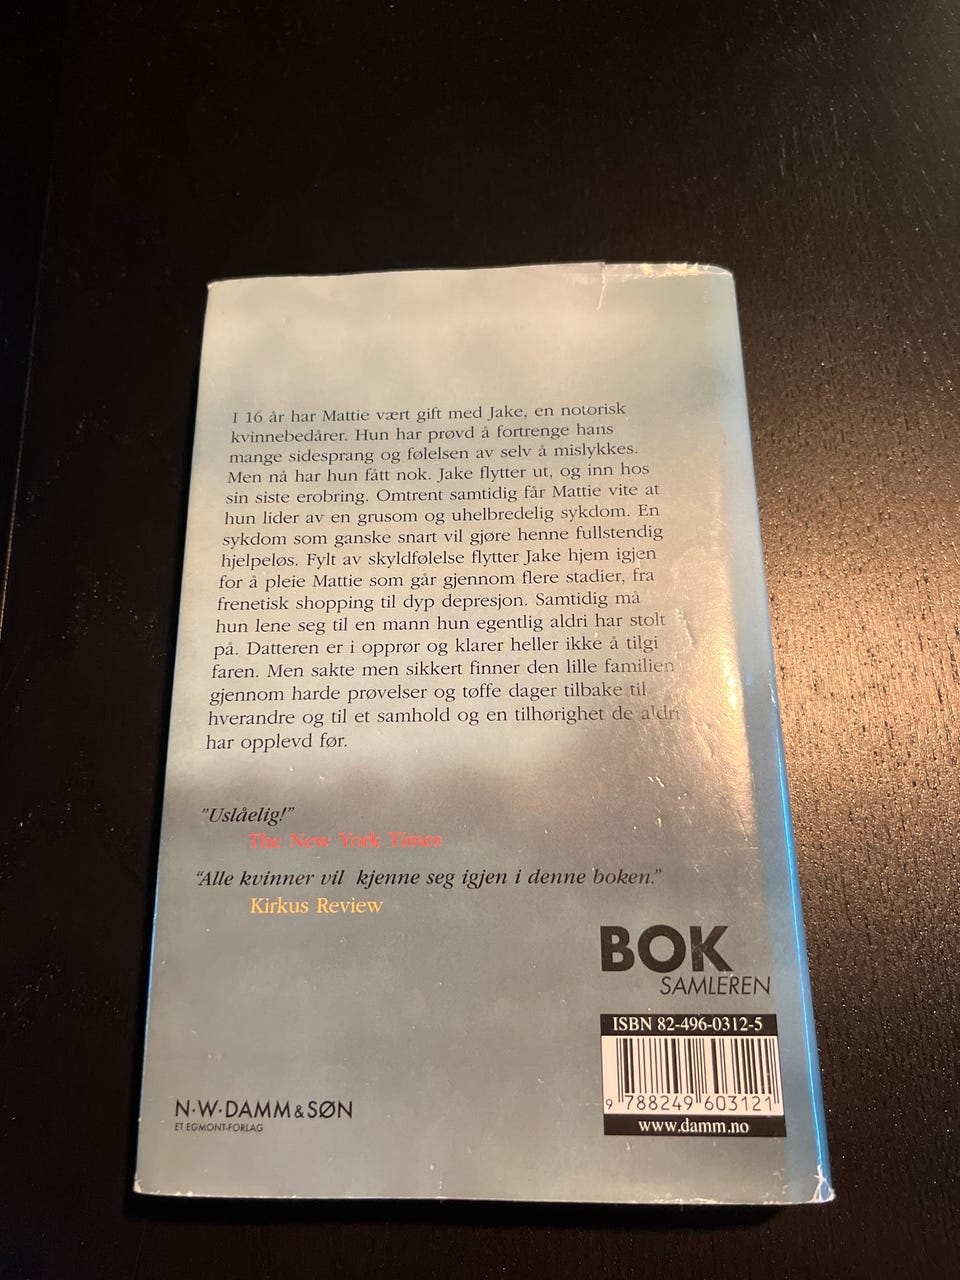 I 16 år har Mattie vært gift med Jake, en notorisk
kvinnebedårer. Hun har prøvd å fortrenge hans
mange sidesprang og følelsen av selv å mislykkes.
Men nå har hun fått nok. Jake flytter ut, og inn hos
sin siste erobring. Omtrent samtidig får Mattie vite at
hun lider av en grusom og uhelbredelig sykdom. En
sykdom som ganske snart vil gjøre henne fullstendig
hjelpeløs. Fylt av skyldfølelse flytter Jake hjem igjen
for å pleie Mattie som går gjennom flere stadier, fra
frenetisk shopping til dyp depresjon. Samtidig må
hun lene seg til en mann hun egentlig aldri har stolt
på. Datteren er i opprør og klarer heller ikke å tilgi
faren. Men sakte men sikkert finner den lille familien
gjennom harde prøvelser og tøffe dager tilbake til
hverandre og til et samhold og en tilhørighet de aldri
har opplevd før.
"Uslåelig!"
The New York Times
"Alle kvinner vil kjenne seg igjen i denne boken."
Kirkus Review
BOK
SAMLEREN
ISBN 82-496-0312-5
9 788249 603121
www.damm.no
N·W·DAMM & SØN
ET EGMONT-FORLAG